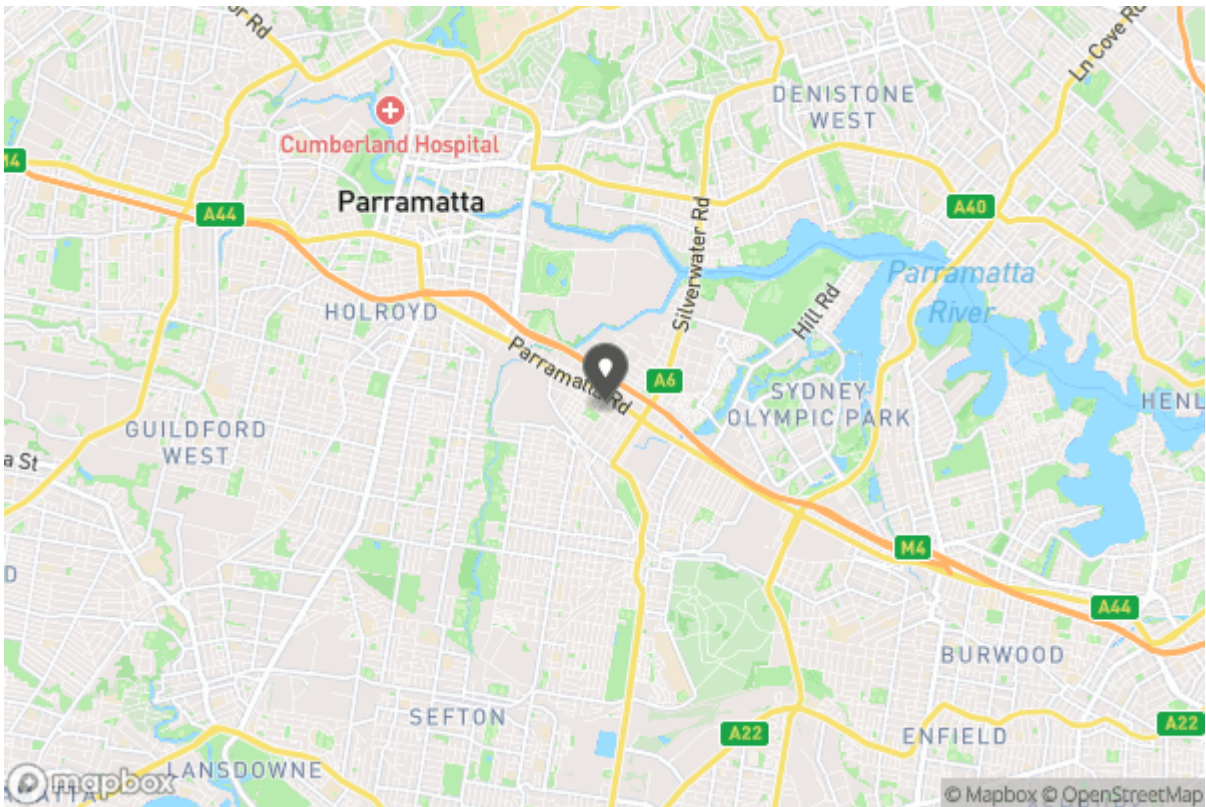 or Rd
Ln Cove Rd
DENISTONE
WEST
Cumberland Hospital
M4
Parramatta
A44
A40
Silverwater Rd
Parramatta
River
Hill Rd
HOLROYD
Parramatta Rd
A6
SYDNEY
OLYMPIC PARK
HENL
GUILDFORD
WEST
a St
M4
D
A44
BURWOOD
SEFTON
A22
ENFIELD
A22
LANSDOWNE
mapbox
AMATTA
© Mapbox © OpenStreetMap